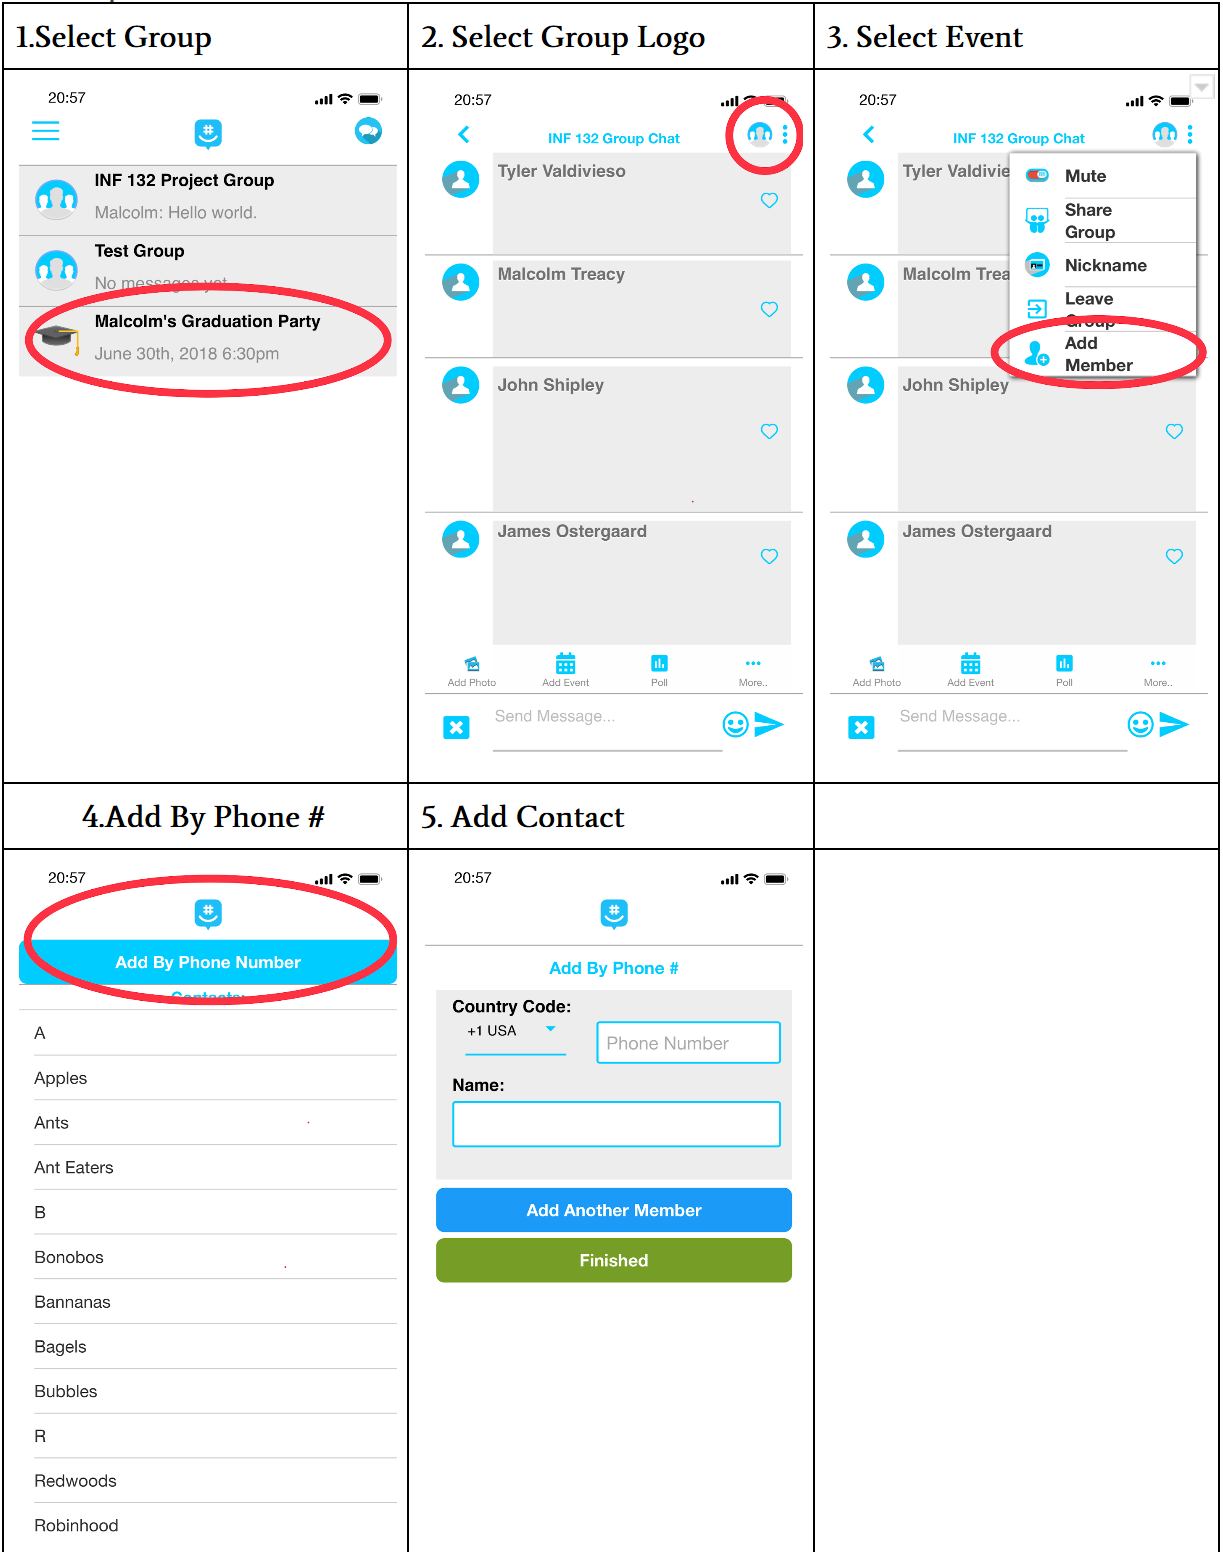 1.Select Group
2. Select Group Logo
3. Select Event
20:57
#
INF 132 Project Group
Malcolm: Hello world.
Test Group
No messages yet
Malcolm's Graduation Party
June 30th, 2018 6:30pm
20:57
INF 132 Group Chat
Tyler Valdivieso
Malcolm Treacy
John Shipley
James Ostergaard
Add Photo
Add Event
Poll
More..
Send Message...
20:57
INF 132 Group Chat
Tyler Valdivie
Mute
Share
Group
Nickname
Malcolm Trea
Leave
Group
Add
Member
John Shipley
James Ostergaard
Add Photo
Add Event
Poll
More..
Send Message...
4.Add By Phone #
5. Add Contact
20:57
#
Add By Phone Number
Contacts:
A
Apples
Ants
Ant Eaters
B
Bonobos
Bannanas
Bagels
Bubbles
R
Redwoods
Robinhood
20:57
#
Add By Phone #
Country Code:
+1 USA
Phone Number
Name:
Add Another Member
Finished